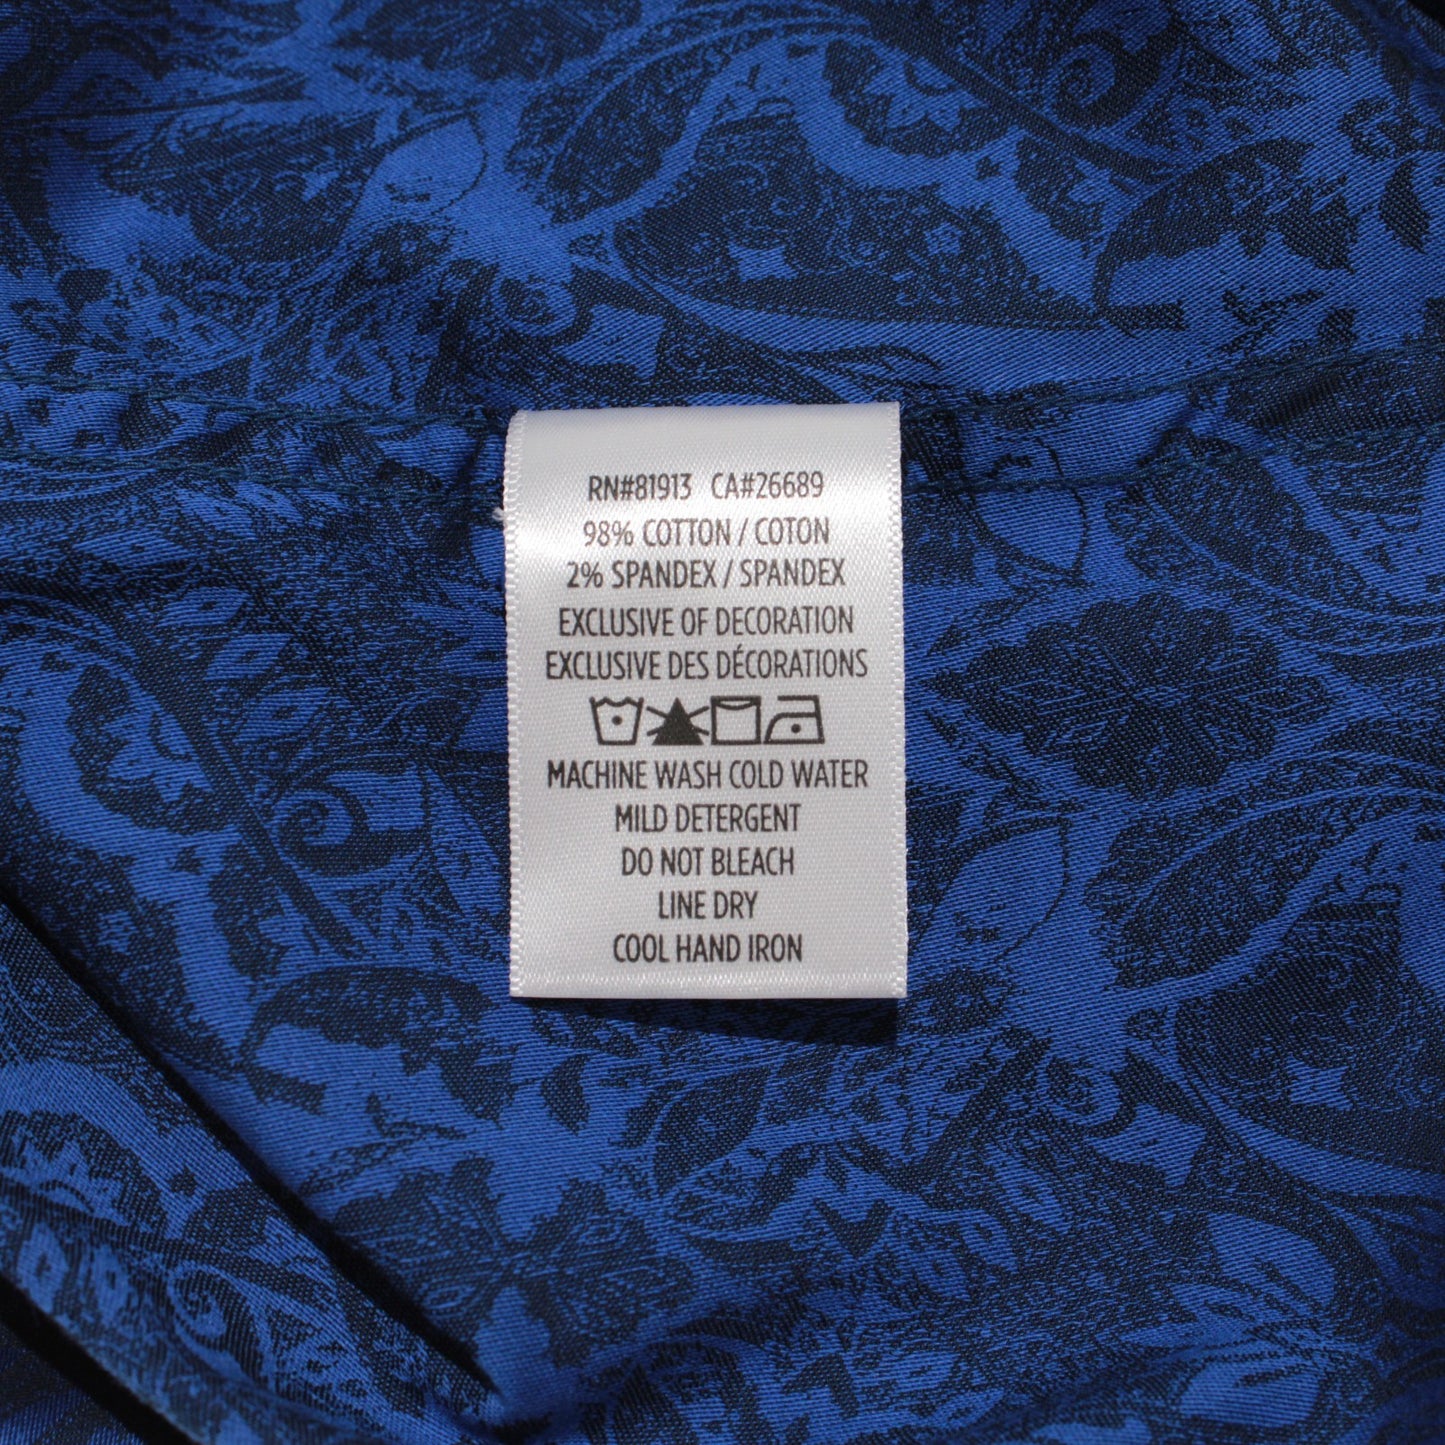 RN#81913 CA#26689
98% COTTON / COTON
2% SPANDEX / SPANDEX
EXCLUSIVE OF DECORATION
EXCLUSIVE DES DÉCORATIONS
MACHINE WASH COLD WATER
MILD DETERGENT
DO NOT BLEACH
LINE DRY
COOL HAND IRON